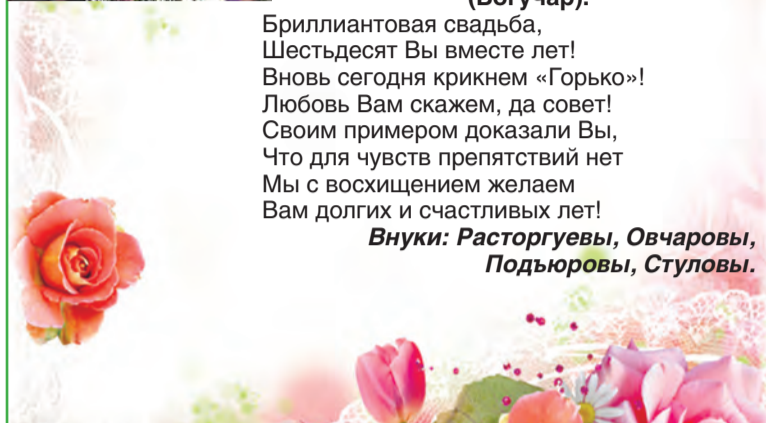 (Богучар).
Бриллиантовая свадьба,
Шестьдесят Вы вместе лет!
Вновь сегодня крикнем «Горько»!
Любовь Вам скажем, да совет!
Своим примером доказали Вы,
Что для чувств препятствий нет
Мы с восхищением желаем
Вам долгих и счастливых лет!
Внуки: Расторгуевы, Овчаровы,
Подъюровы, Стуловы.